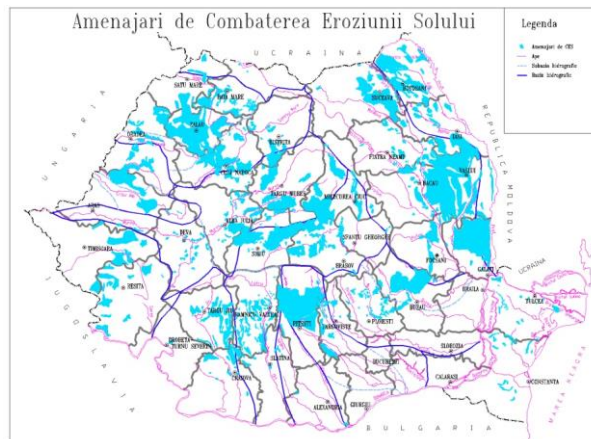 Amenajari de Combaterea Eroziunii Solului
Legenda
Amenajari de CES
Ape
Subazin hidrografic
Bazin hidrografic
UCRAINA
UNGARIA
REPUBLICA MOLDOVA
SATU MARE
BAIA MARE
SUCEAVA
BOTOSANI
ZALAU
ORADEA
BISTRITA
IASI
PIATRA NEAMT
CLUJ NAPOCA
TARGU MURES
MIERCUREA CIUC
BACAU
VASLUI
ARAD
ALBA IULIA
DEVA
SIBIU
SFANTU GHEORGHE
BRASOV
FOCSANI
GALATI
TIMISOARA
RESITA
UCRAINA
BRAILA
TULCEA
IUGOSLAVIA
TARGU JIU
RAMNICU VALCEA
PITESTI
TARGOVISTE
PLOIESTI
BUZAU
DROBETA
TURNU SEVERIN
SLATINA
BUCURESTI
SLOBOZIA
CALARASI
CONSTANTA
CRAIOVA
ALEXANDRIA
GIURGIU
MAREA NEAGRA
BULGARIA